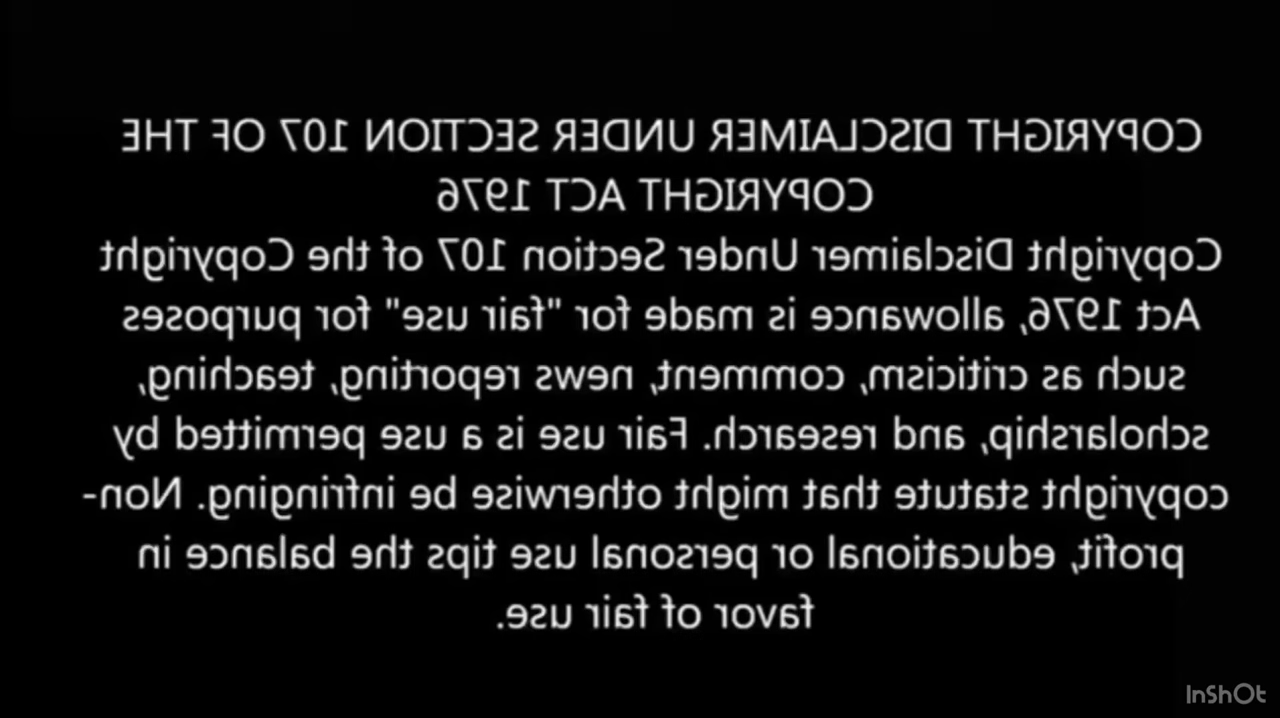 COPYRIGHT DISCLAIMER UNDER SECTION 107 OF THE
COPYRIGHT ACT 1976
Copyright Disclaimer Under Section 107 of the Copyright
Act 1976, allowance is made for "fair use" for purposes
such as criticism, comment, news reporting, teaching,
scholarship, and research. Fair use is a use permitted by
copyright statute that might otherwise be infringing. Non-
profit, educational or personal use tips the balance in
favor of fair use.
InShOt